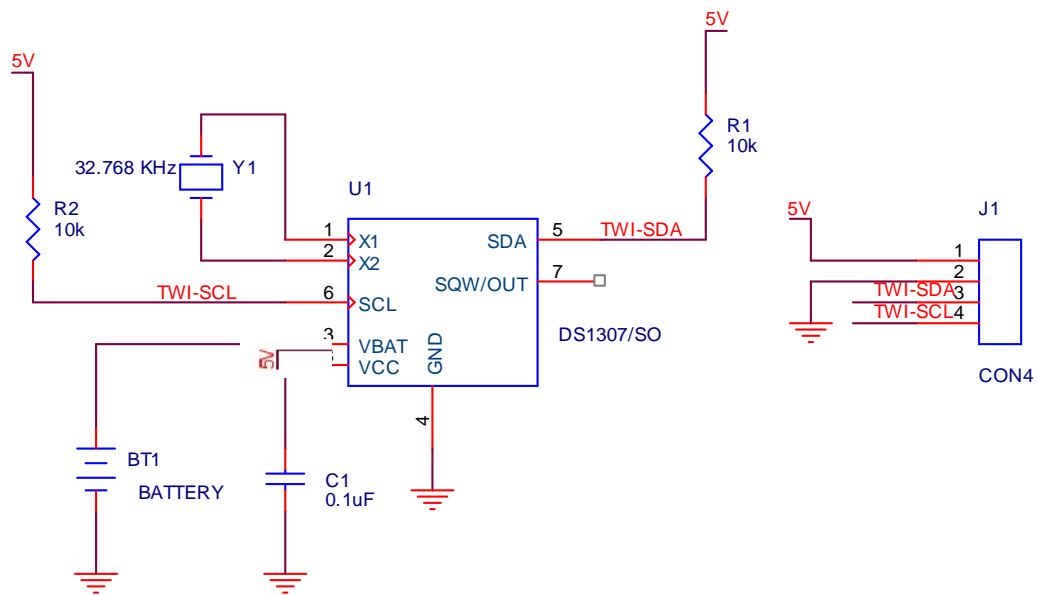 5V
5V
R1
10k
32.768 KHz
Y1
U1
R2
10k
5V
J1
1
X1
2
X2
SDA
5
TWI-SDA
SQW/OUT
7
1
2
TWI-SDA
3
TWI-SCL
4
TWI-SCL
6
SCL
DS1307/SO
3
VBAT
VCC
GND
5V
4
CON4
BT1
BATTERY
C1
0.1uF